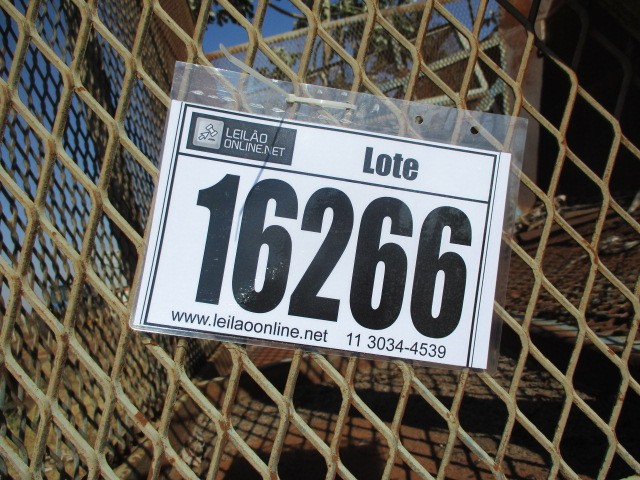 LEILÃO
ONLINE.NET
Lote
16266
www.leilaoonline.net 11 3034-4539